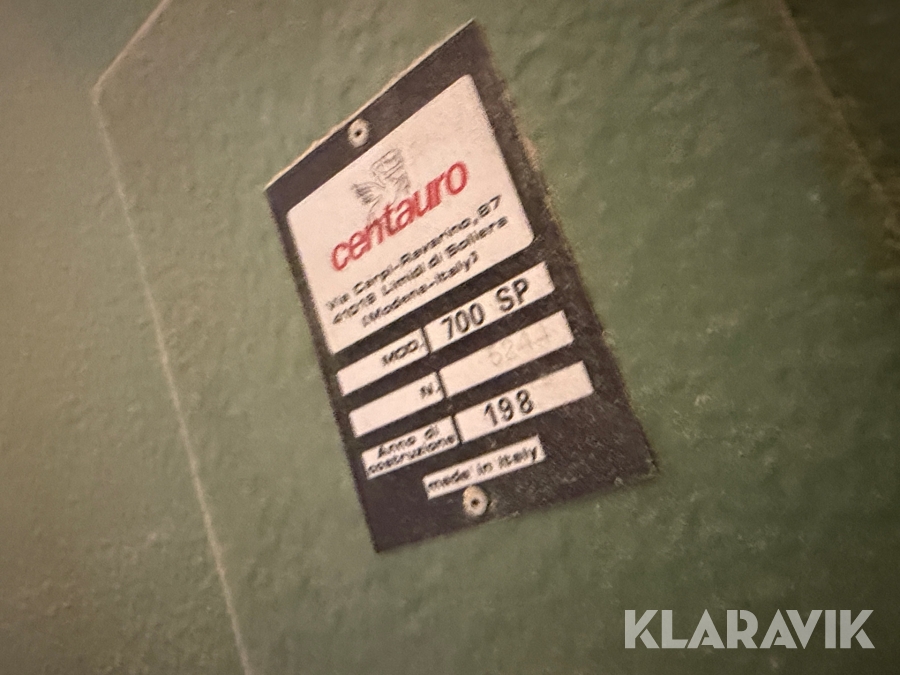 centauro
Via Carpi-Ravarino, 87
41018 Limidi di Soliera
(Modena-Italy)
MOD. 700 SP
N.
Anno di costruzione 198
made in italy
KLARAVIK